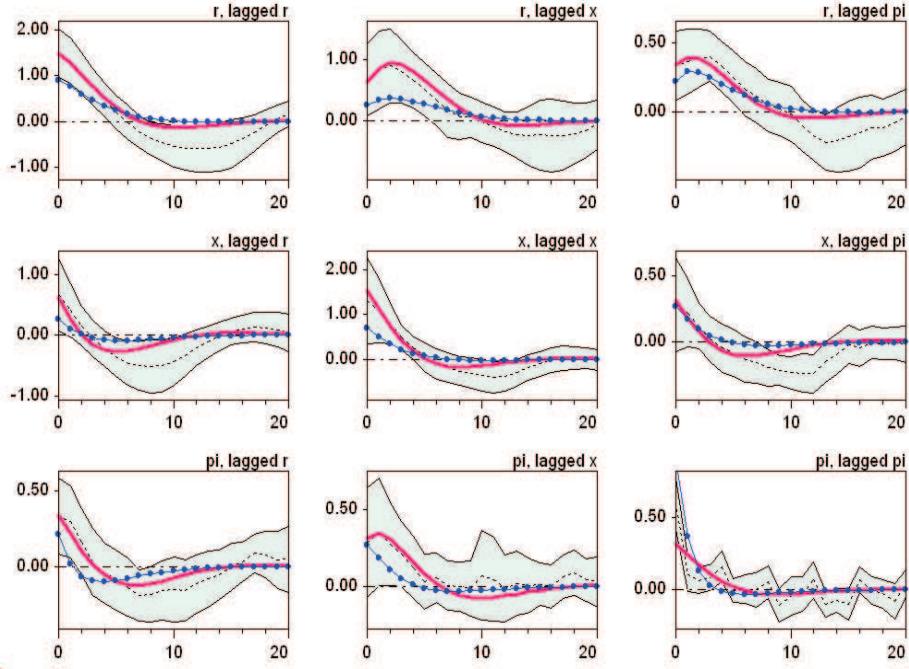 r, lagged r
2.00
1.00
0.00
-1.00
0 10 20
r, lagged x
1.00
0.00
0 10 20
r, lagged pi
0.50
0.00
0 10 20
x, lagged r
1.00
0.00
-1.00
0 10 20
x, lagged x
2.00
1.00
0.00
0 10 20
x, lagged pi
0.50
0.00
0 10 20
pi, lagged r
0.50
0.00
0 10 20
pi, lagged x
0.50
0.00
0 10 20
pi, lagged pi
0.50
0.00
0 10 20